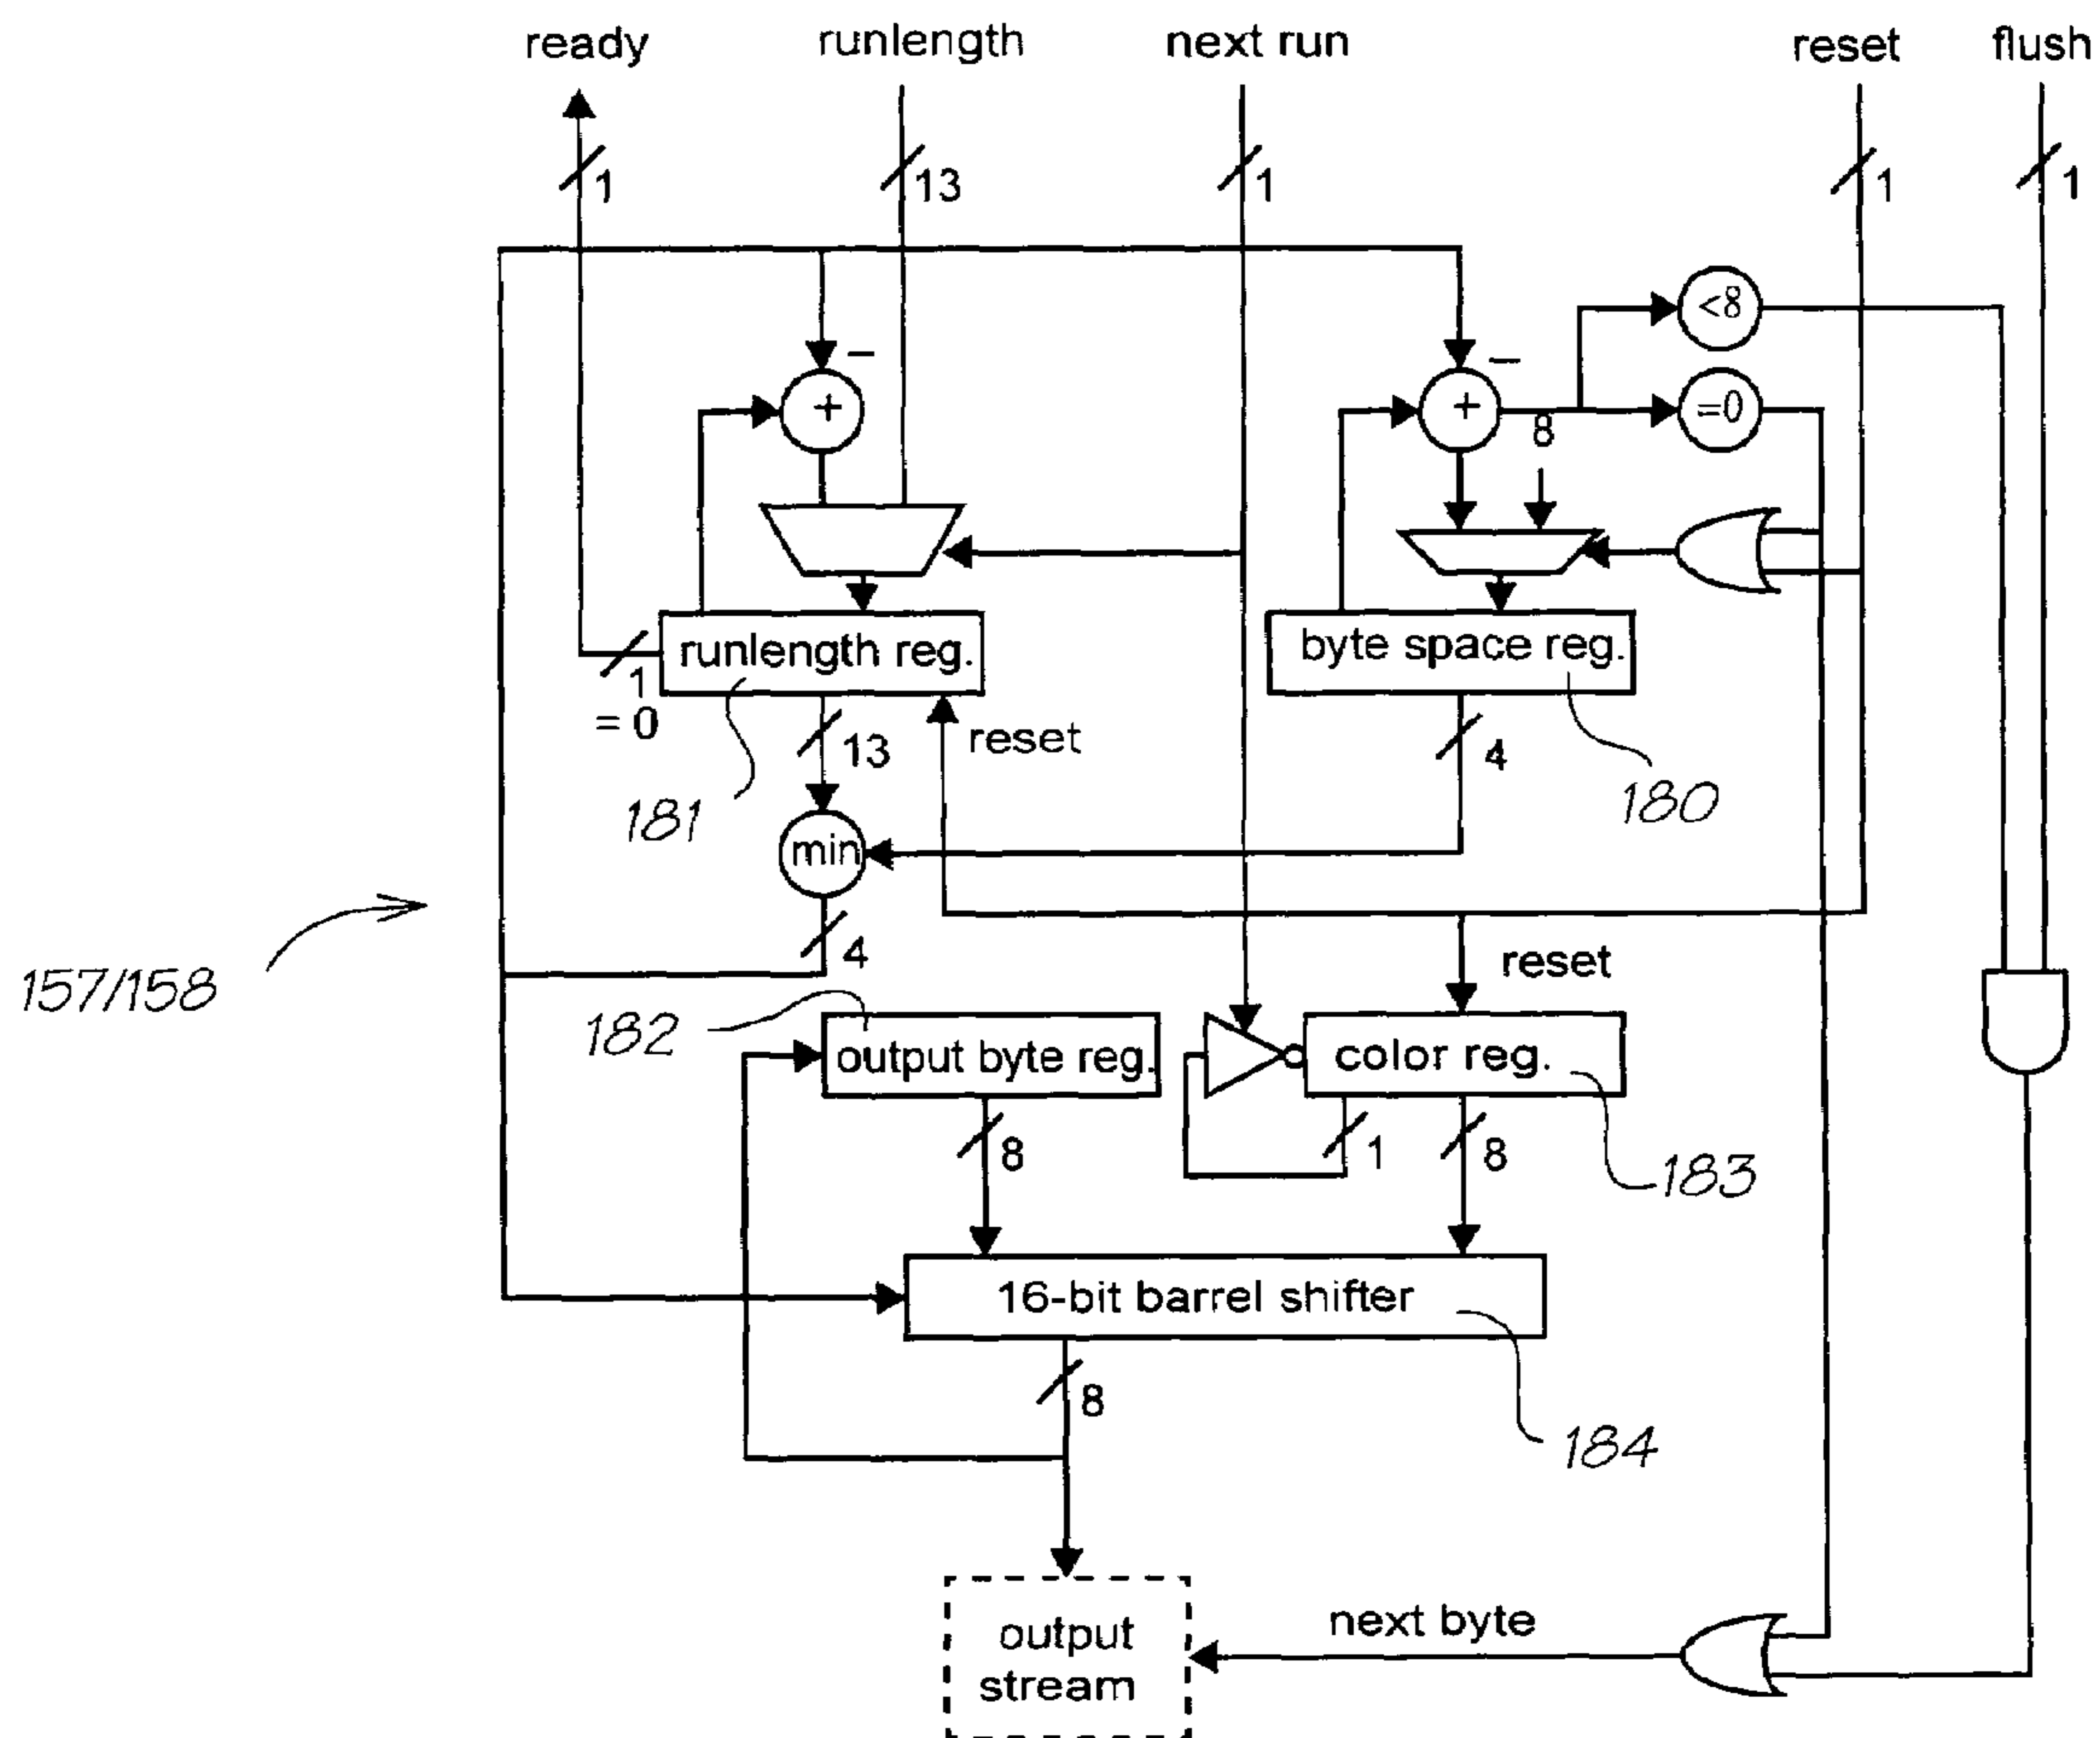 ready
runlength
next run
reset
flush
1
13
1
1
1
<8
–
–
+
+
8
=0
runlength reg.
byte space reg.
1
= 0
13
reset
4
181
180
min
4
reset
157/158
182
output byte reg.
color reg.
8
1
8
183
16-bit barrel shifter
8
184
next byte
output
stream